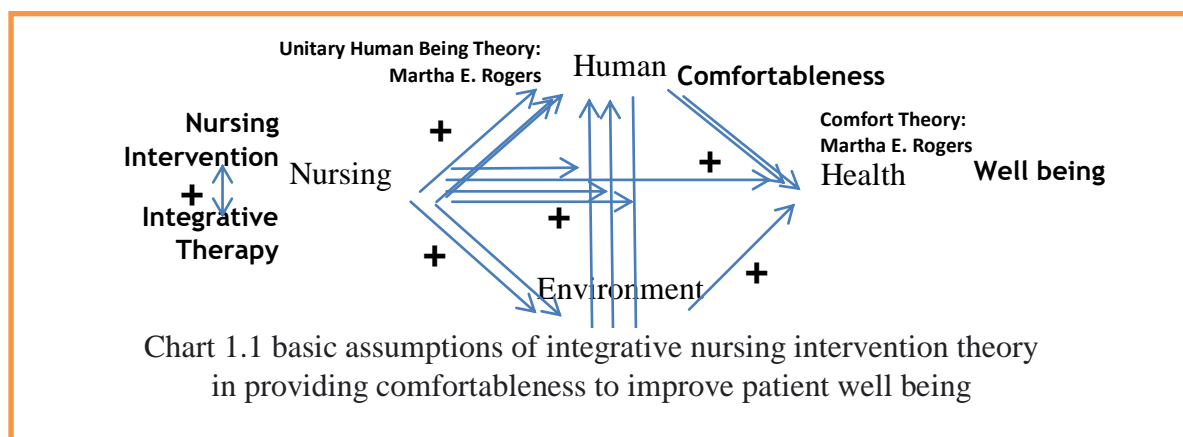 Unitary Human Being Theory:
Martha E. Rogers
Human
Comfortableness
Comfort Theory:
Martha E. Rogers
Health
Well being
Nursing
Intervention
+
Integrative
Therapy
Nursing
+
+
+
+
+
Environment
Chart 1.1 basic assumptions of integrative nursing intervention theory
in providing comfortableness to improve patient well being